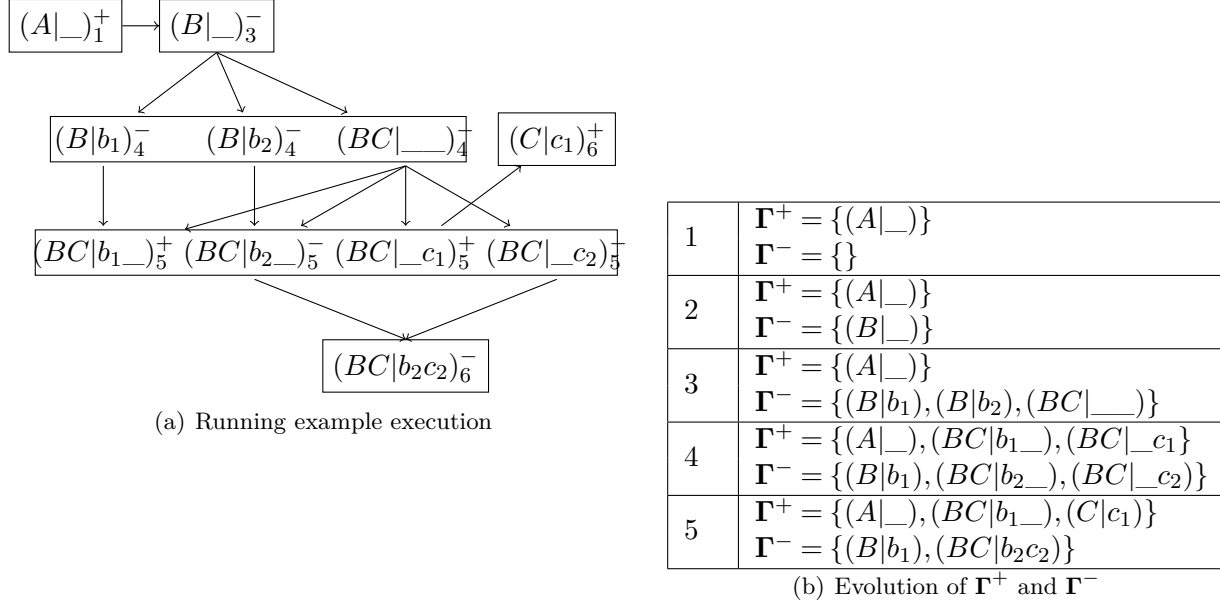 (A|_)₁⁺ (B|_)₃⁻
(B|b₁)₄⁻ (B|b₂)₄⁻ (BC|__)₄⁻ (C|c₁)₆⁺
(BC|b₁_)₅⁺ (BC|b₂_)₅⁻ (BC|_c₁)₅⁺ (BC|_c₂)₅⁻
(BC|b₂c₂)₆⁻
(a) Running example execution
1 Γ⁺ = {(A|_)}
Γ⁻ = {}
2 Γ⁺ = {(A|_)}
Γ⁻ = {(B|_)}
3 Γ⁺ = {(A|_)}
Γ⁻ = {(B|b₁), (B|b₂), (BC|__)}
4 Γ⁺ = {(A|_), (BC|b₁_), (BC|_c₁}
Γ⁻ = {(B|b₁), (BC|b₂_), (BC|_c₂)}
5 Γ⁺ = {(A|_), (BC|b₁_), (C|c₁)}
Γ⁻ = {(B|b₁), (BC|b₂c₂)}
(b) Evolution of Γ⁺ and Γ⁻